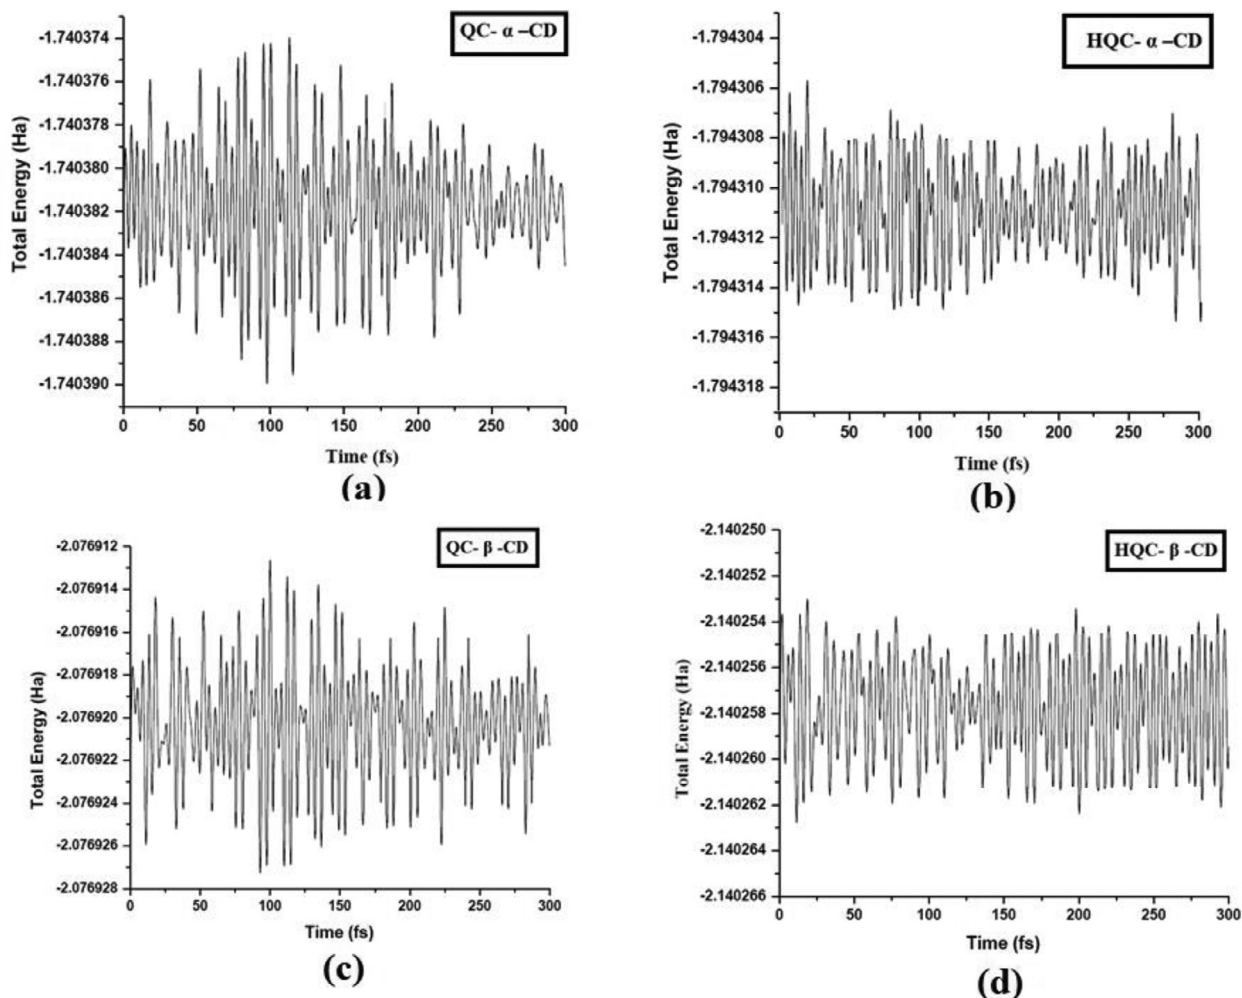 QC- α –CD
Total Energy (Ha)
-1.740374
-1.740376
-1.740378
-1.740380
-1.740382
-1.740384
-1.740386
-1.740388
-1.740390
0 50 100 150 200 250 300
Time (fs)
(a)
HQC- α –CD
Total Energy (Ha)
-1.794304
-1.794306
-1.794308
-1.794310
-1.794312
-1.794314
-1.794316
-1.794318
0 50 100 150 200 250 300
Time (fs)
(b)
QC- β -CD
Total Energy (Ha)
-2.076912
-2.076914
-2.076916
-2.076918
-2.076920
-2.076922
-2.076924
-2.076926
-2.076928
0 50 100 150 200 250 300
Time (fs)
(c)
HQC- β -CD
Total Energy (Ha)
-2.140250
-2.140252
-2.140254
-2.140256
-2.140258
-2.140260
-2.140262
-2.140264
-2.140266
0 50 100 150 200 250 300
Time (fs)
(d)